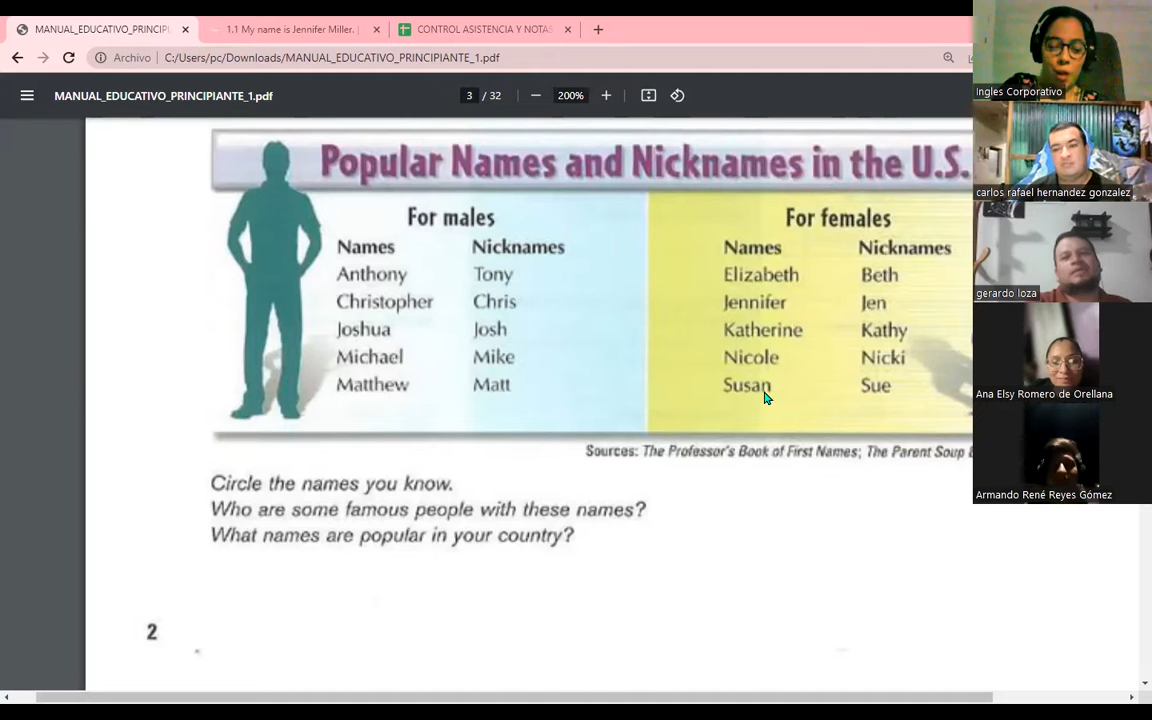 MANUAL_EDUCATIVO_PRINCIPI
1.1 My name is Jennifer Miller. |
CONTROL ASISTENCIA Y NOTAS
Archivo C:/Users/pc/Downloads/MANUAL_EDUCATIVO_PRINCIPIANTE_1.pdf
MANUAL_EDUCATIVO_PRINCIPIANTE_1.pdf
3 / 32
200%
Popular Names and Nicknames in the U.S.
For males
Names Nicknames
Anthony Tony
Christopher Chris
Joshua Josh
Michael Mike
Matthew Matt
For females
Names Nicknames
Elizabeth Beth
Jennifer Jen
Katherine Kathy
Nicole Nicki
Susan Sue
Sources: The Professor's Book of First Names; The Parent Soup
Circle the names you know.
Who are some famous people with these names?
What names are popular in your country?
2
Ingles Corporativo
carlos rafael hernandez gonzalez
gerardo loza
Ana Elsy Romero de Orellana
Armando René Reyes Gómez